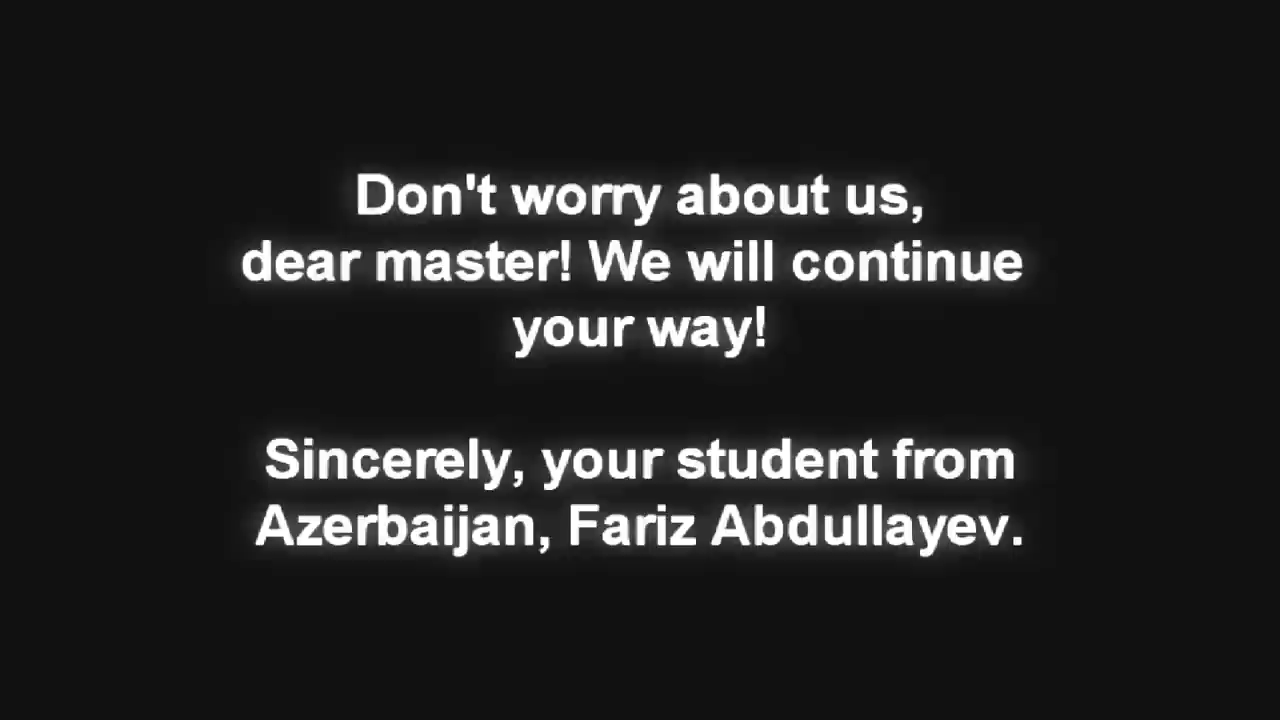 Don't worry about us,
dear master! We will continue
your way!
Sincerely, your student from
Azerbaijan, Fariz Abdullayev.